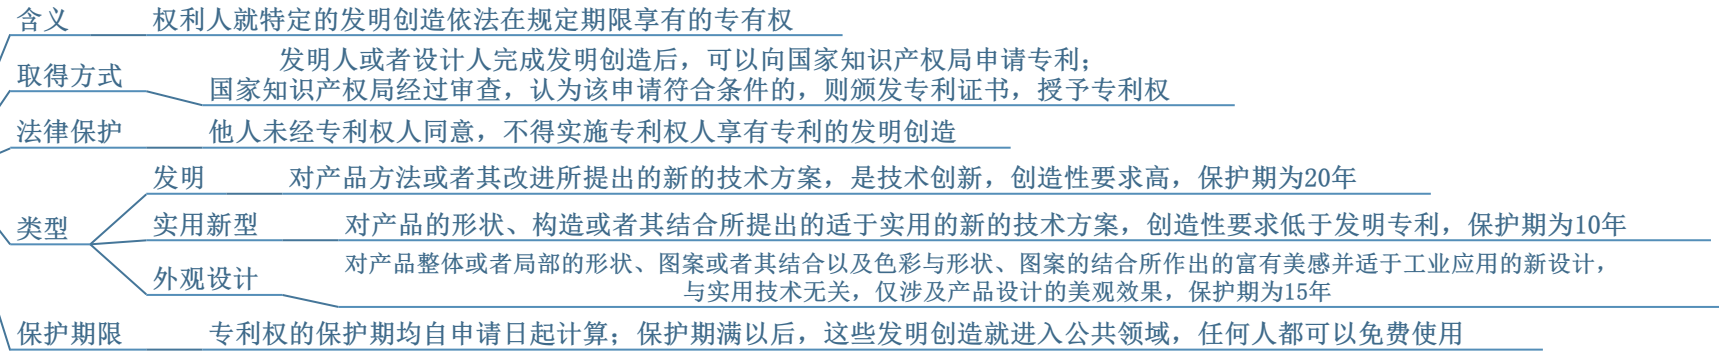 含义 权利人就特定的发明创造依法在规定期限享有的专有权
取得方式 发明人或者设计人完成发明创造后，可以向国家知识产权局申请专利；
国家知识产权局经过审查，认为该申请符合条件的，则颁发专利证书，授予专利权
法律保护 他人未经专利权人同意，不得实施专利权人享有专利的发明创造
类型
发明 对产品方法或者其改进所提出的新的技术方案，是技术创新，创造性要求高，保护期为20年
实用新型 对产品的形状、构造或者其结合所提出的适于实用的新的技术方案，创造性要求低于发明专利，保护期为10年
外观设计 对产品整体或者局部的形状、图案或者其结合以及色彩与形状、图案的结合所作出的富有美感并适于工业应用的新设计，
与实用技术无关，仅涉及产品设计的美观效果，保护期为15年
保护期限 专利权的保护期均自申请日起计算；保护期满以后，这些发明创造就进入公共领域，任何人都可以免费使用